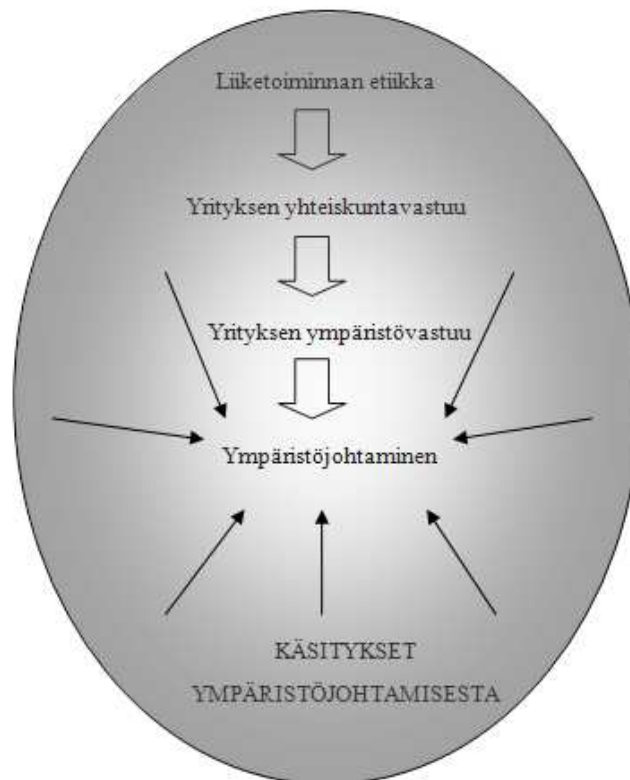 Liiketoiminnan etiikka
Yrityksen yhteiskuntavastuu
Yrityksen ympäristövastuu
Ympäristöjohtaminen
KÄSITYKSET
YMPÄRISTÖJOHTAMISESTA